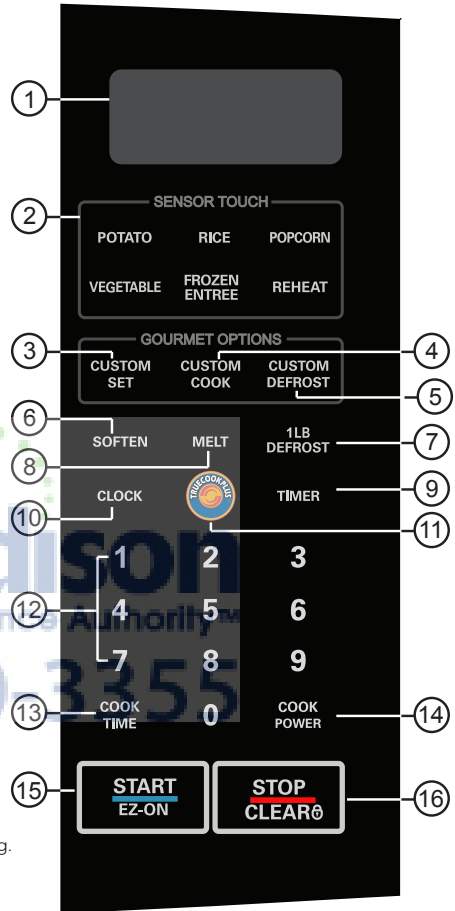 1
SENSOR TOUCH
2
POTATO RICE POPCORN
VEGETABLE FROZEN ENTREE REHEAT
GOURMET OPTIONS
3
4
CUSTOM SET CUSTOM COOK CUSTOM DEFROST
5
6
SOFTEN MELT 1LB DEFROST
7
8
CLOCK TRUECOOKPLUS TIMER
9
10
11
1 2 3
12
4 5 6
Authority™
7 8 9
3355
13
COOK TIME 0 COOK POWER
14
15
START
EZ-ON
STOP
CLEAR
16
g.